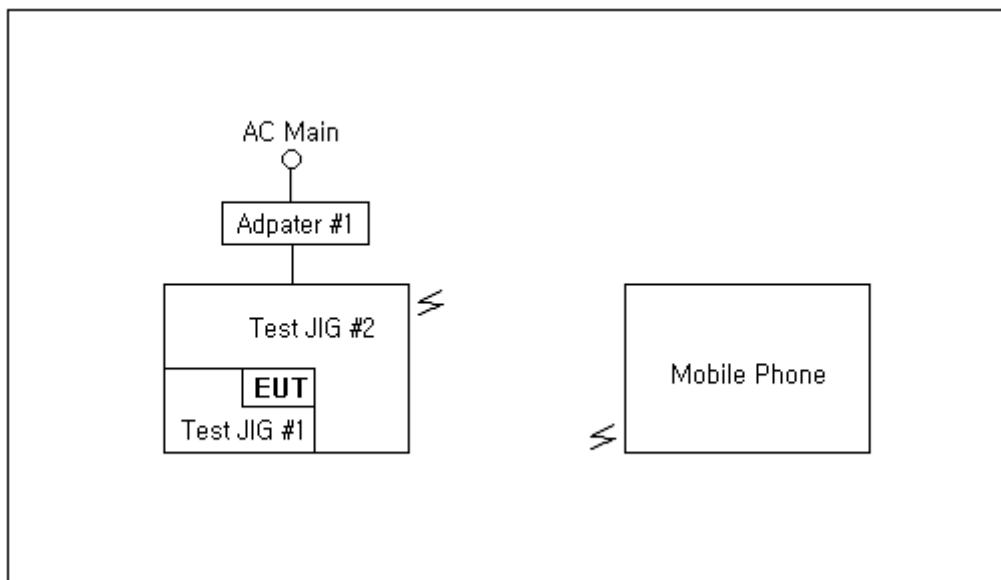 AC Main
Adpater #1
Test JIG #2
EUT
Test JIG #1
Mobile Phone